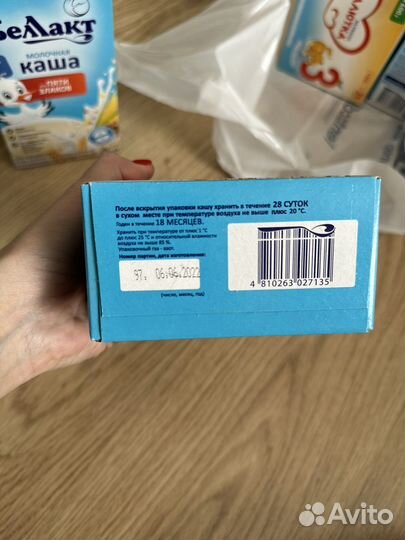 Беллакт
МОЛОЧНАЯ
каша
ПЯТИ
ЗЛАКОВ
МАЛЮТКА
3
После вскрытия упаковки кашу хранить в течение 28 СУТОК
в сухом месте при температуре воздуха не выше плюс 20 °С.
Годен в течение 18 МЕСЯЦЕВ.
Хранить при температуре от плюс 1 °С
до плюс 25 °С и относительной влажности
воздуха не выше 85 %.
Упаковочный газ - азот.
Номер партии, дата изготовления:
97. 06.06.2022
(число, месяц, год)
4 810263 027135
Avito